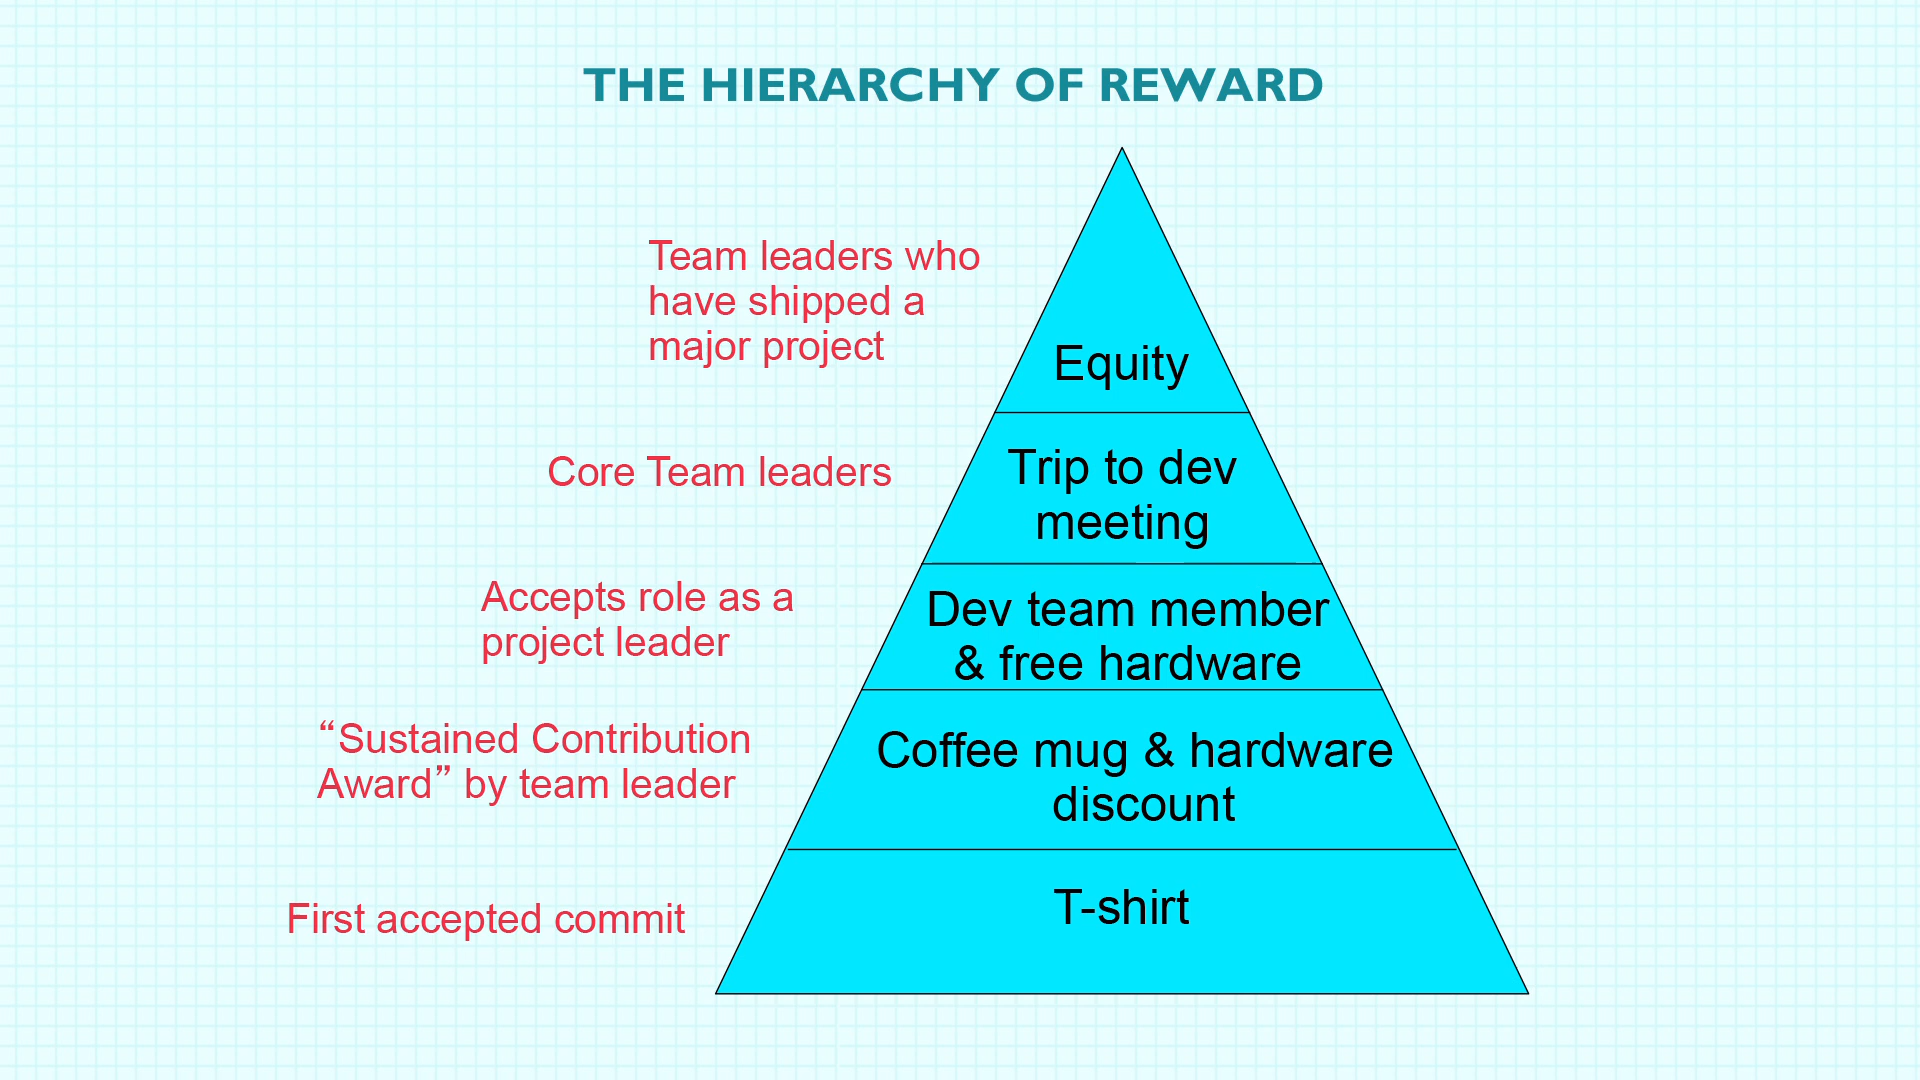 THE HIERARCHY OF REWARD
Team leaders who
have shipped a
major project
Equity
Core Team leaders
Trip to dev
meeting
Accepts role as a
project leader
Dev team member
& free hardware
“Sustained Contribution
Award” by team leader
Coffee mug & hardware
discount
First accepted commit
T-shirt